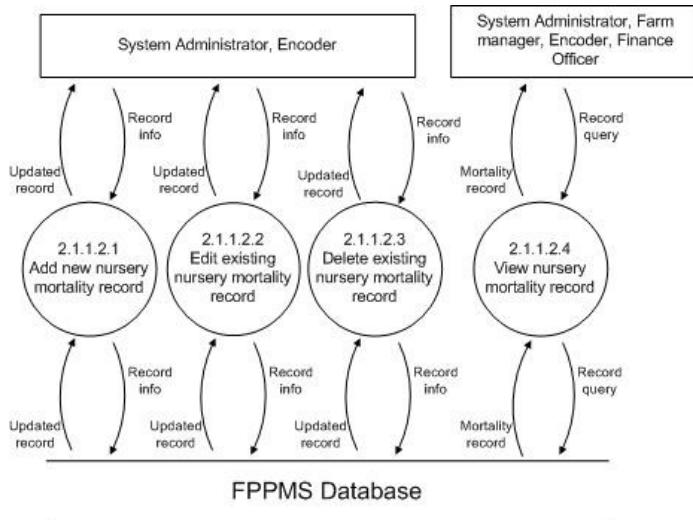 System Administrator, Encoder
System Administrator, Farm
manager, Encoder, Finance
Officer
Record
info
Updated
record
Record
info
Updated
record
Record
info
Updated
record
Record
query
Mortality
record
2.1.1.2.1
Add new nursery
mortality record
2.1.1.2.2
Edit existing
nursery mortality
record
2.1.1.2.3
Delete existing
nursery mortality
record
2.1.1.2.4
View nursery
mortality record
Record
info
Updated
record
Record
info
Updated
record
Record
info
Updated
record
Record
query
Mortality
record
FPPMS Database